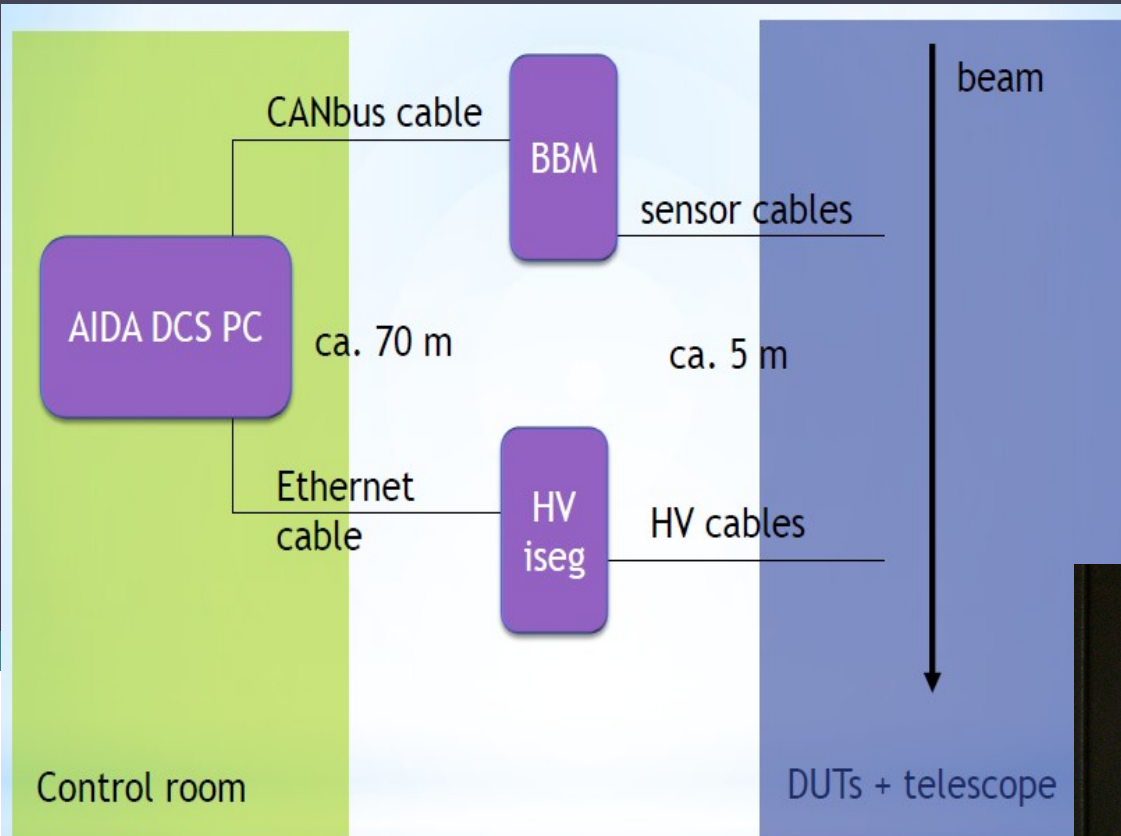 beam
CANbus cable
BBM
sensor cables
AIDA DCS PC
ca. 70 m
ca. 5 m
Ethernet
cable
HV
iseg
HV cables
Control room
DUTs + telescope